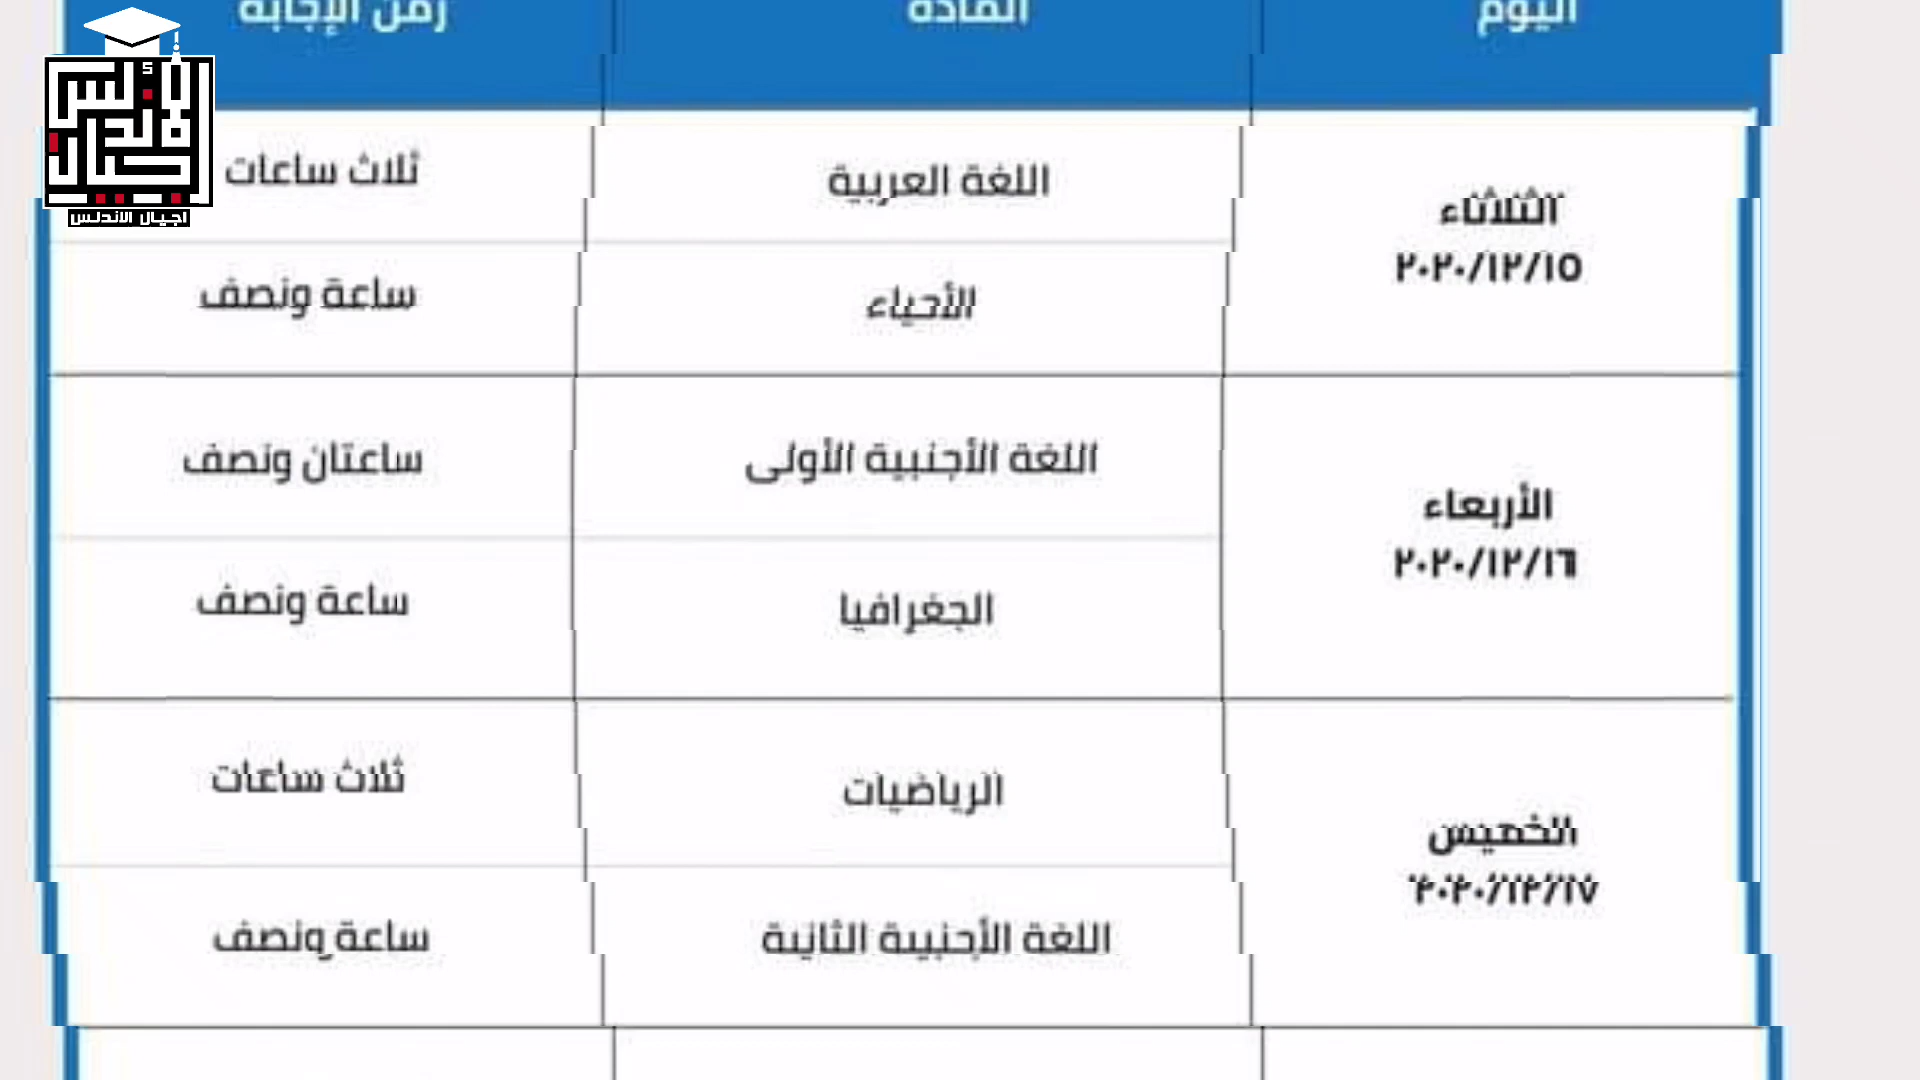 اليوم المادة زمن الإجابة
الثلاثاء
٢٠٢٠/١٢/١٥
اللغة العربية ثلاث ساعات
الأحياء ساعة ونصف
الأربعاء
٢٠٢٠/١٢/١٦
اللغة الأجنبية الأولى ساعتان ونصف
الجغرافيا ساعة ونصف
الخميس
٢٠٢٠/١٢/١٧
الرياضيات ثلاث ساعات
اللغة الأجنبية الثانية ساعة ونصف
اجيال الاندلس